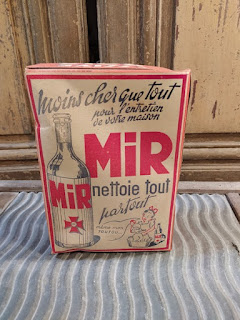 Moins cher que tout
pour l'entretien
de votre maison
MiR
MiR
nettoie tout
partout